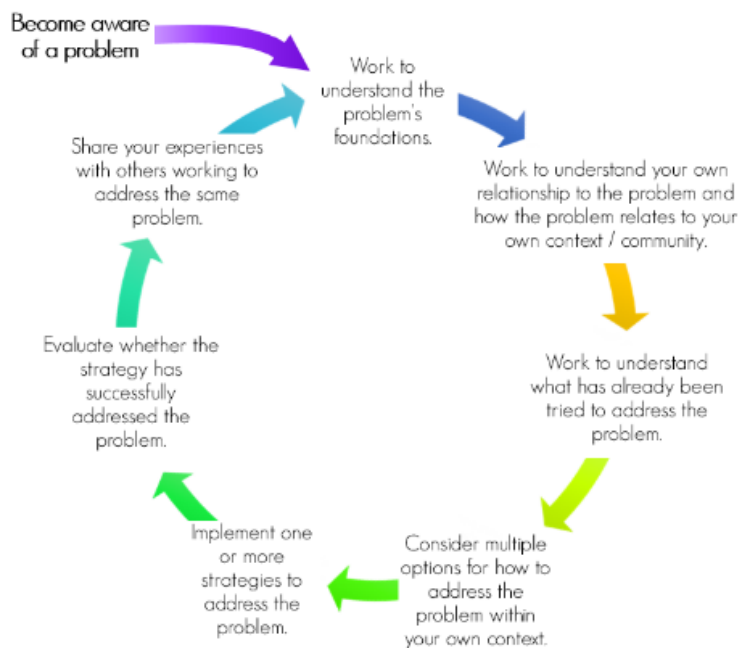 Become aware
of a problem
Work to
understand the
problem's
foundations.
Work to understand your own
relationship to the problem and
how the problem relates to your
own context / community.
Work to understand
what has already been
tried to address the
problem.
Consider multiple
options for how to
address the
problem within
your own context.
Implement one
or more
strategies to
address the
problem.
Evaluate whether the
strategy has
successfully
addressed the
problem.
Share your experiences
with others working to
address the same
problem.